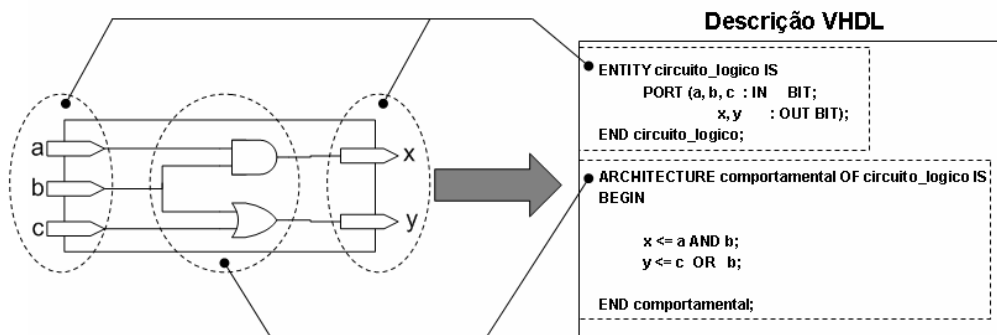 Descrição VHDL
a
b
c
x
y
ENTITY circuito_logico IS
PORT (a, b, c : IN BIT;
x, y : OUT BIT);
END circuito_logico;
ARCHITECTURE comportamental OF circuito_logico IS
BEGIN
x <= a AND b;
y <= c OR b;
END comportamental;